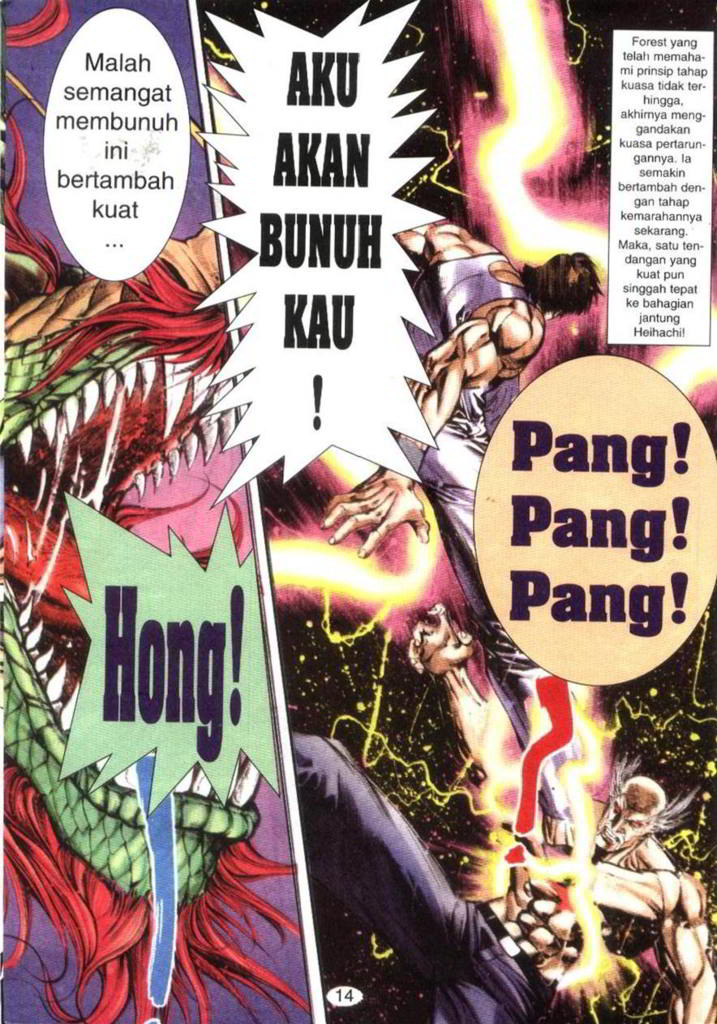 Malah
semangat
membunuh
ini
bertambah
kuat
...
AKU
AKAN
BUNUH
KAU
!
Forest yang
telah memaha-
mi prinsip tahap
kuasa tidak ter-
hingga,
akhirnya meng-
gandakan
kuasa pertarun-
gannya. Ia
semakin
bertambah den-
gan tahap
kemarahannya
sekarang.
Maka, satu ten-
dangan yang
kuat pun
singgah tepat
ke bahagian
jantung
Heihachi!
Pang!
Pang!
Pang!
Hong!
?
14